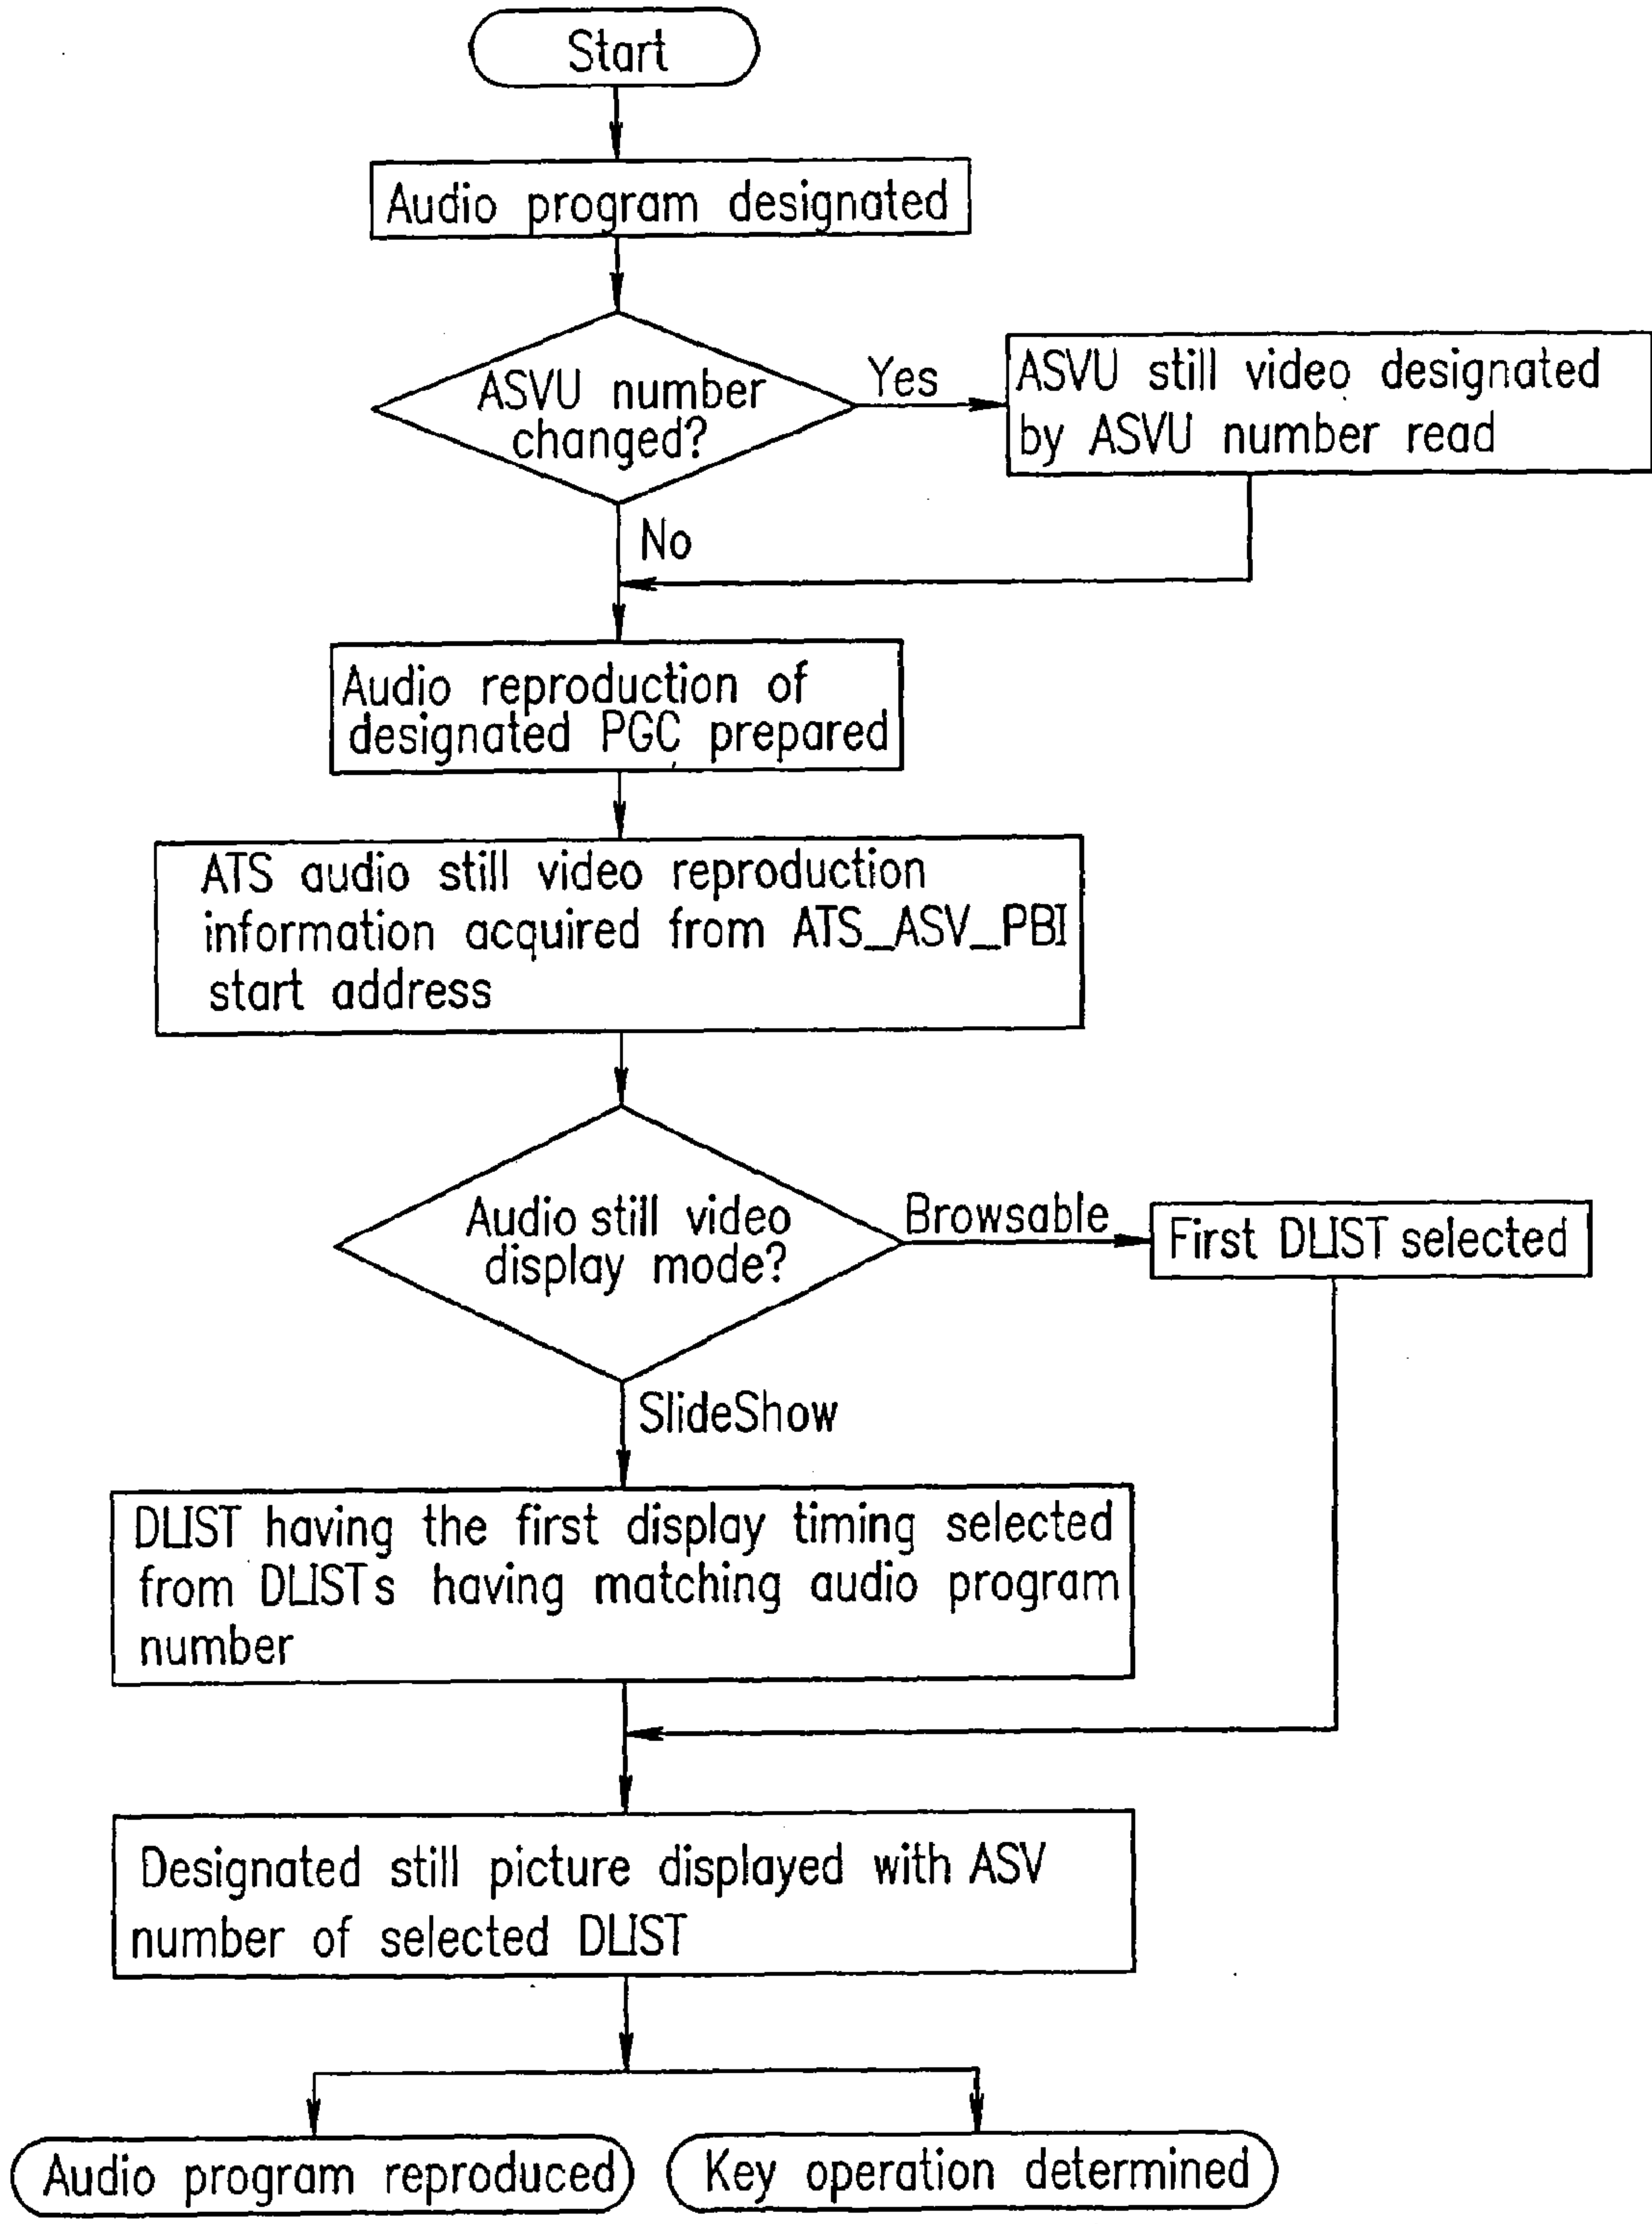 Start
Audio program designated
ASVU number
changed?
Yes
ASVU still video designated
by ASVU number read
No
Audio reproduction of
designated PGC prepared
ATS audio still video reproduction
information acquired from ATS_ASV_PBI
start address
Audio still video
display mode?
Browsable
First DLIST selected
SlideShow
DLIST having the first display timing selected
from DLISTs having matching audio program
number
Designated still picture displayed with ASV
number of selected DLIST
Audio program reproduced
Key operation determined